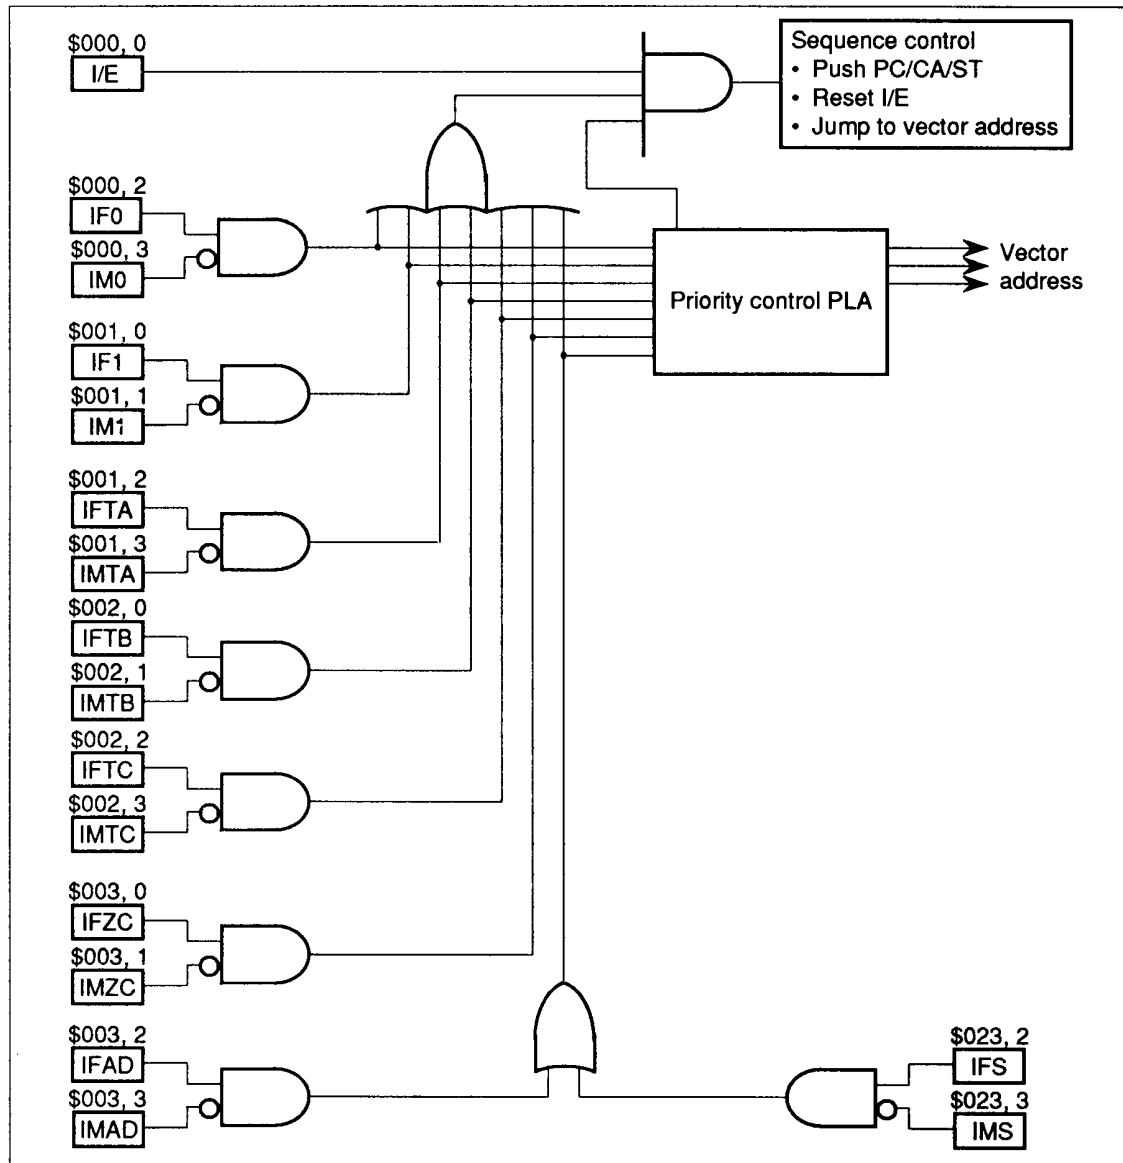 $000, 0
I/E
Sequence control
• Push PC/CA/ST
• Reset I/E
• Jump to vector address
$000, 2
IF0
$000, 3
IM0
Priority control PLA
Vector
address
$001, 0
IF1
$001, 1
IM1
$001, 2
IFTA
$001, 3
IMTA
$002, 0
IFTB
$002, 1
IMTB
$002, 2
IFTC
$002, 3
IMTC
$003, 0
IFZC
$003, 1
IMZC
$003, 2
IFAD
$003, 3
IMAD
$023, 2
IFS
$023, 3
IMS